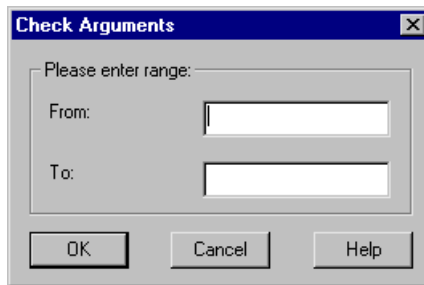 Check Arguments
Please enter range:
From:
To:
OK Cancel Help